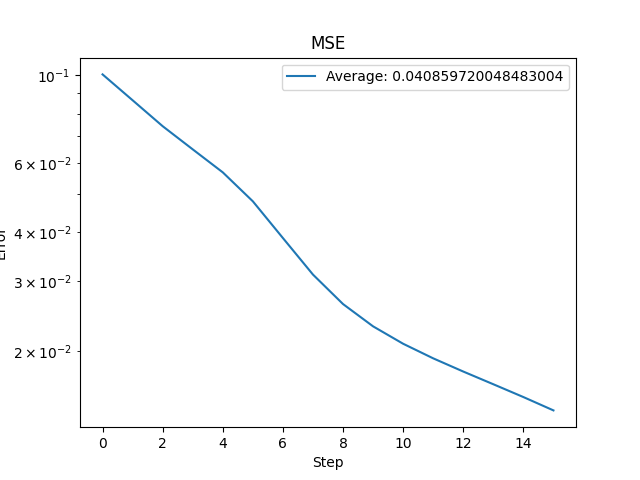 MSE
Average: 0.040859720048483004
10⁻¹
6 × 10⁻²
4 × 10⁻²
3 × 10⁻²
2 × 10⁻²
Error
0 2 4 6 8 10 12 14
Step